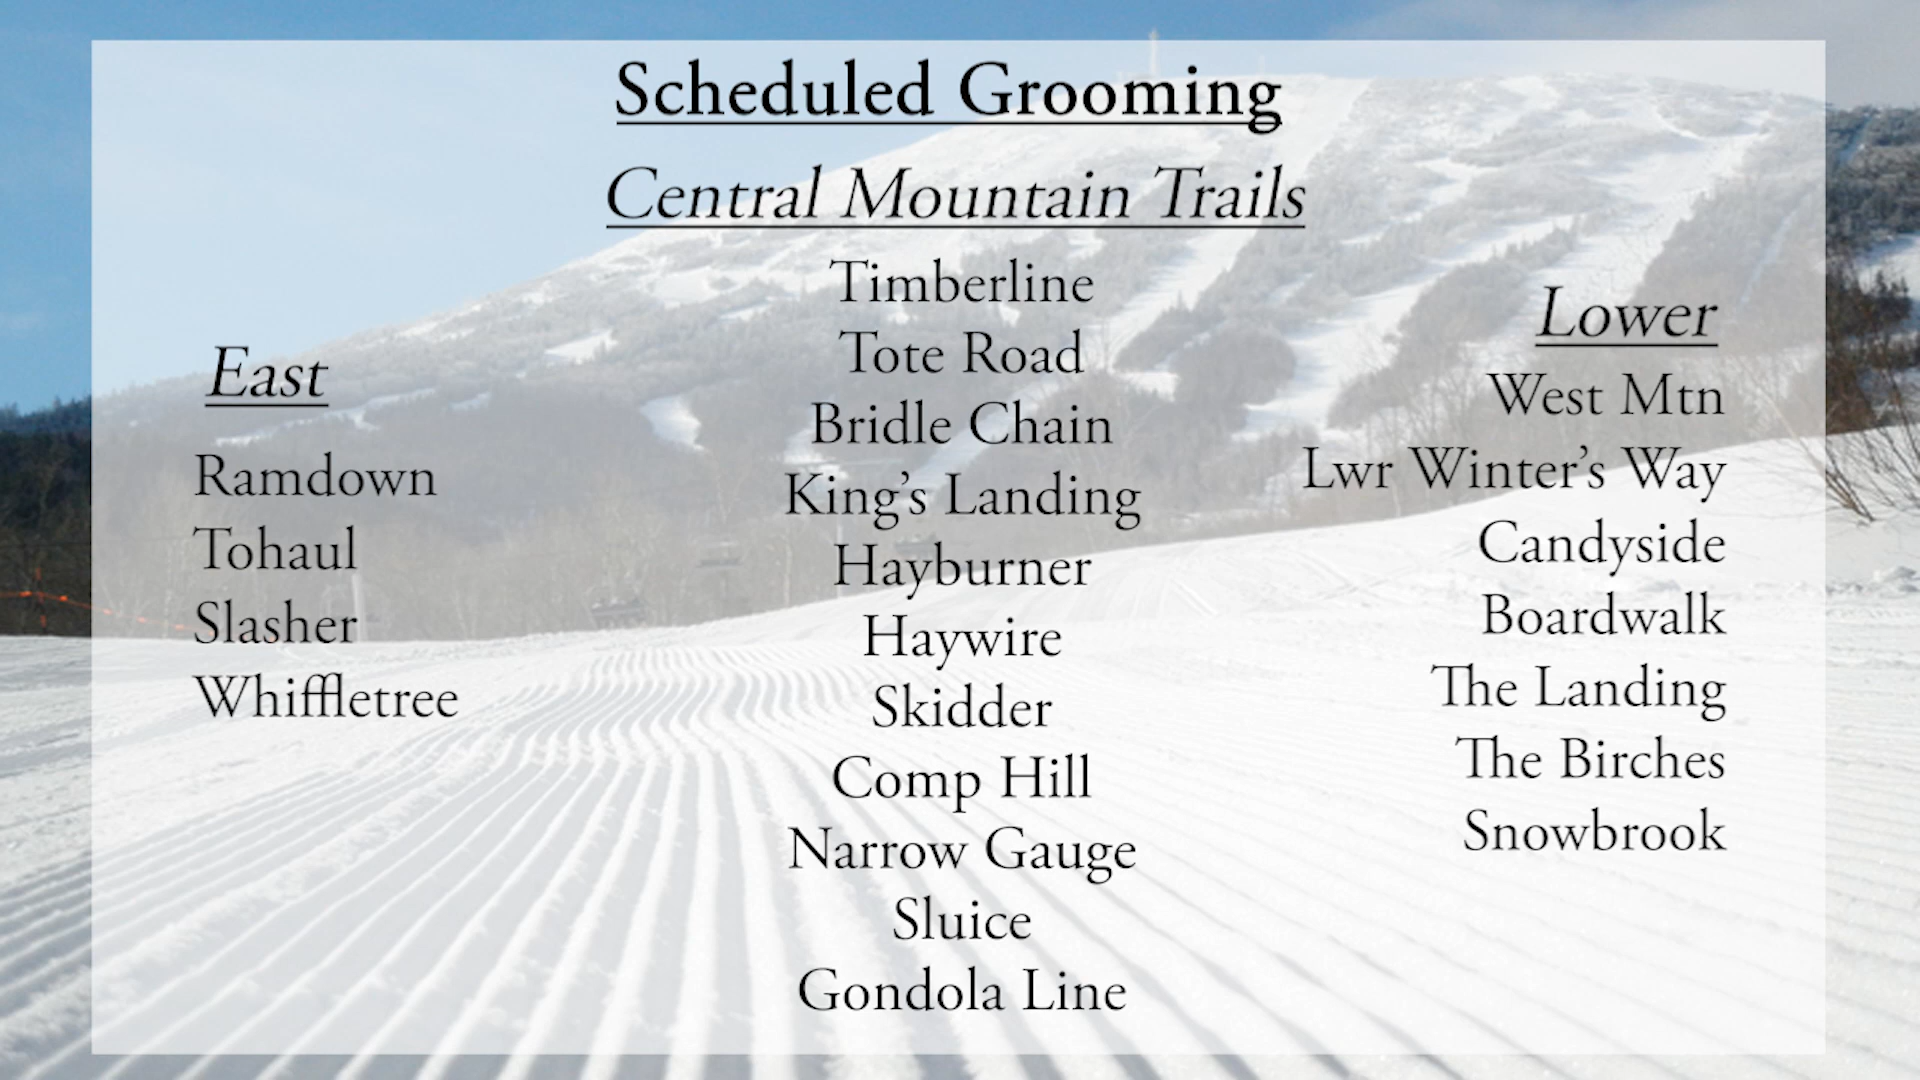 Scheduled Grooming
Central Mountain Trails
East
Ramdown
Tohaul
Slasher
Whiffletree
Timberline
Tote Road
Bridle Chain
King’s Landing
Hayburner
Haywire
Skidder
Comp Hill
Narrow Gauge
Sluice
Gondola Line
Lower
West Mtn
Lwr Winter’s Way
Candyside
Boardwalk
The Landing
The Birches
Snowbrook